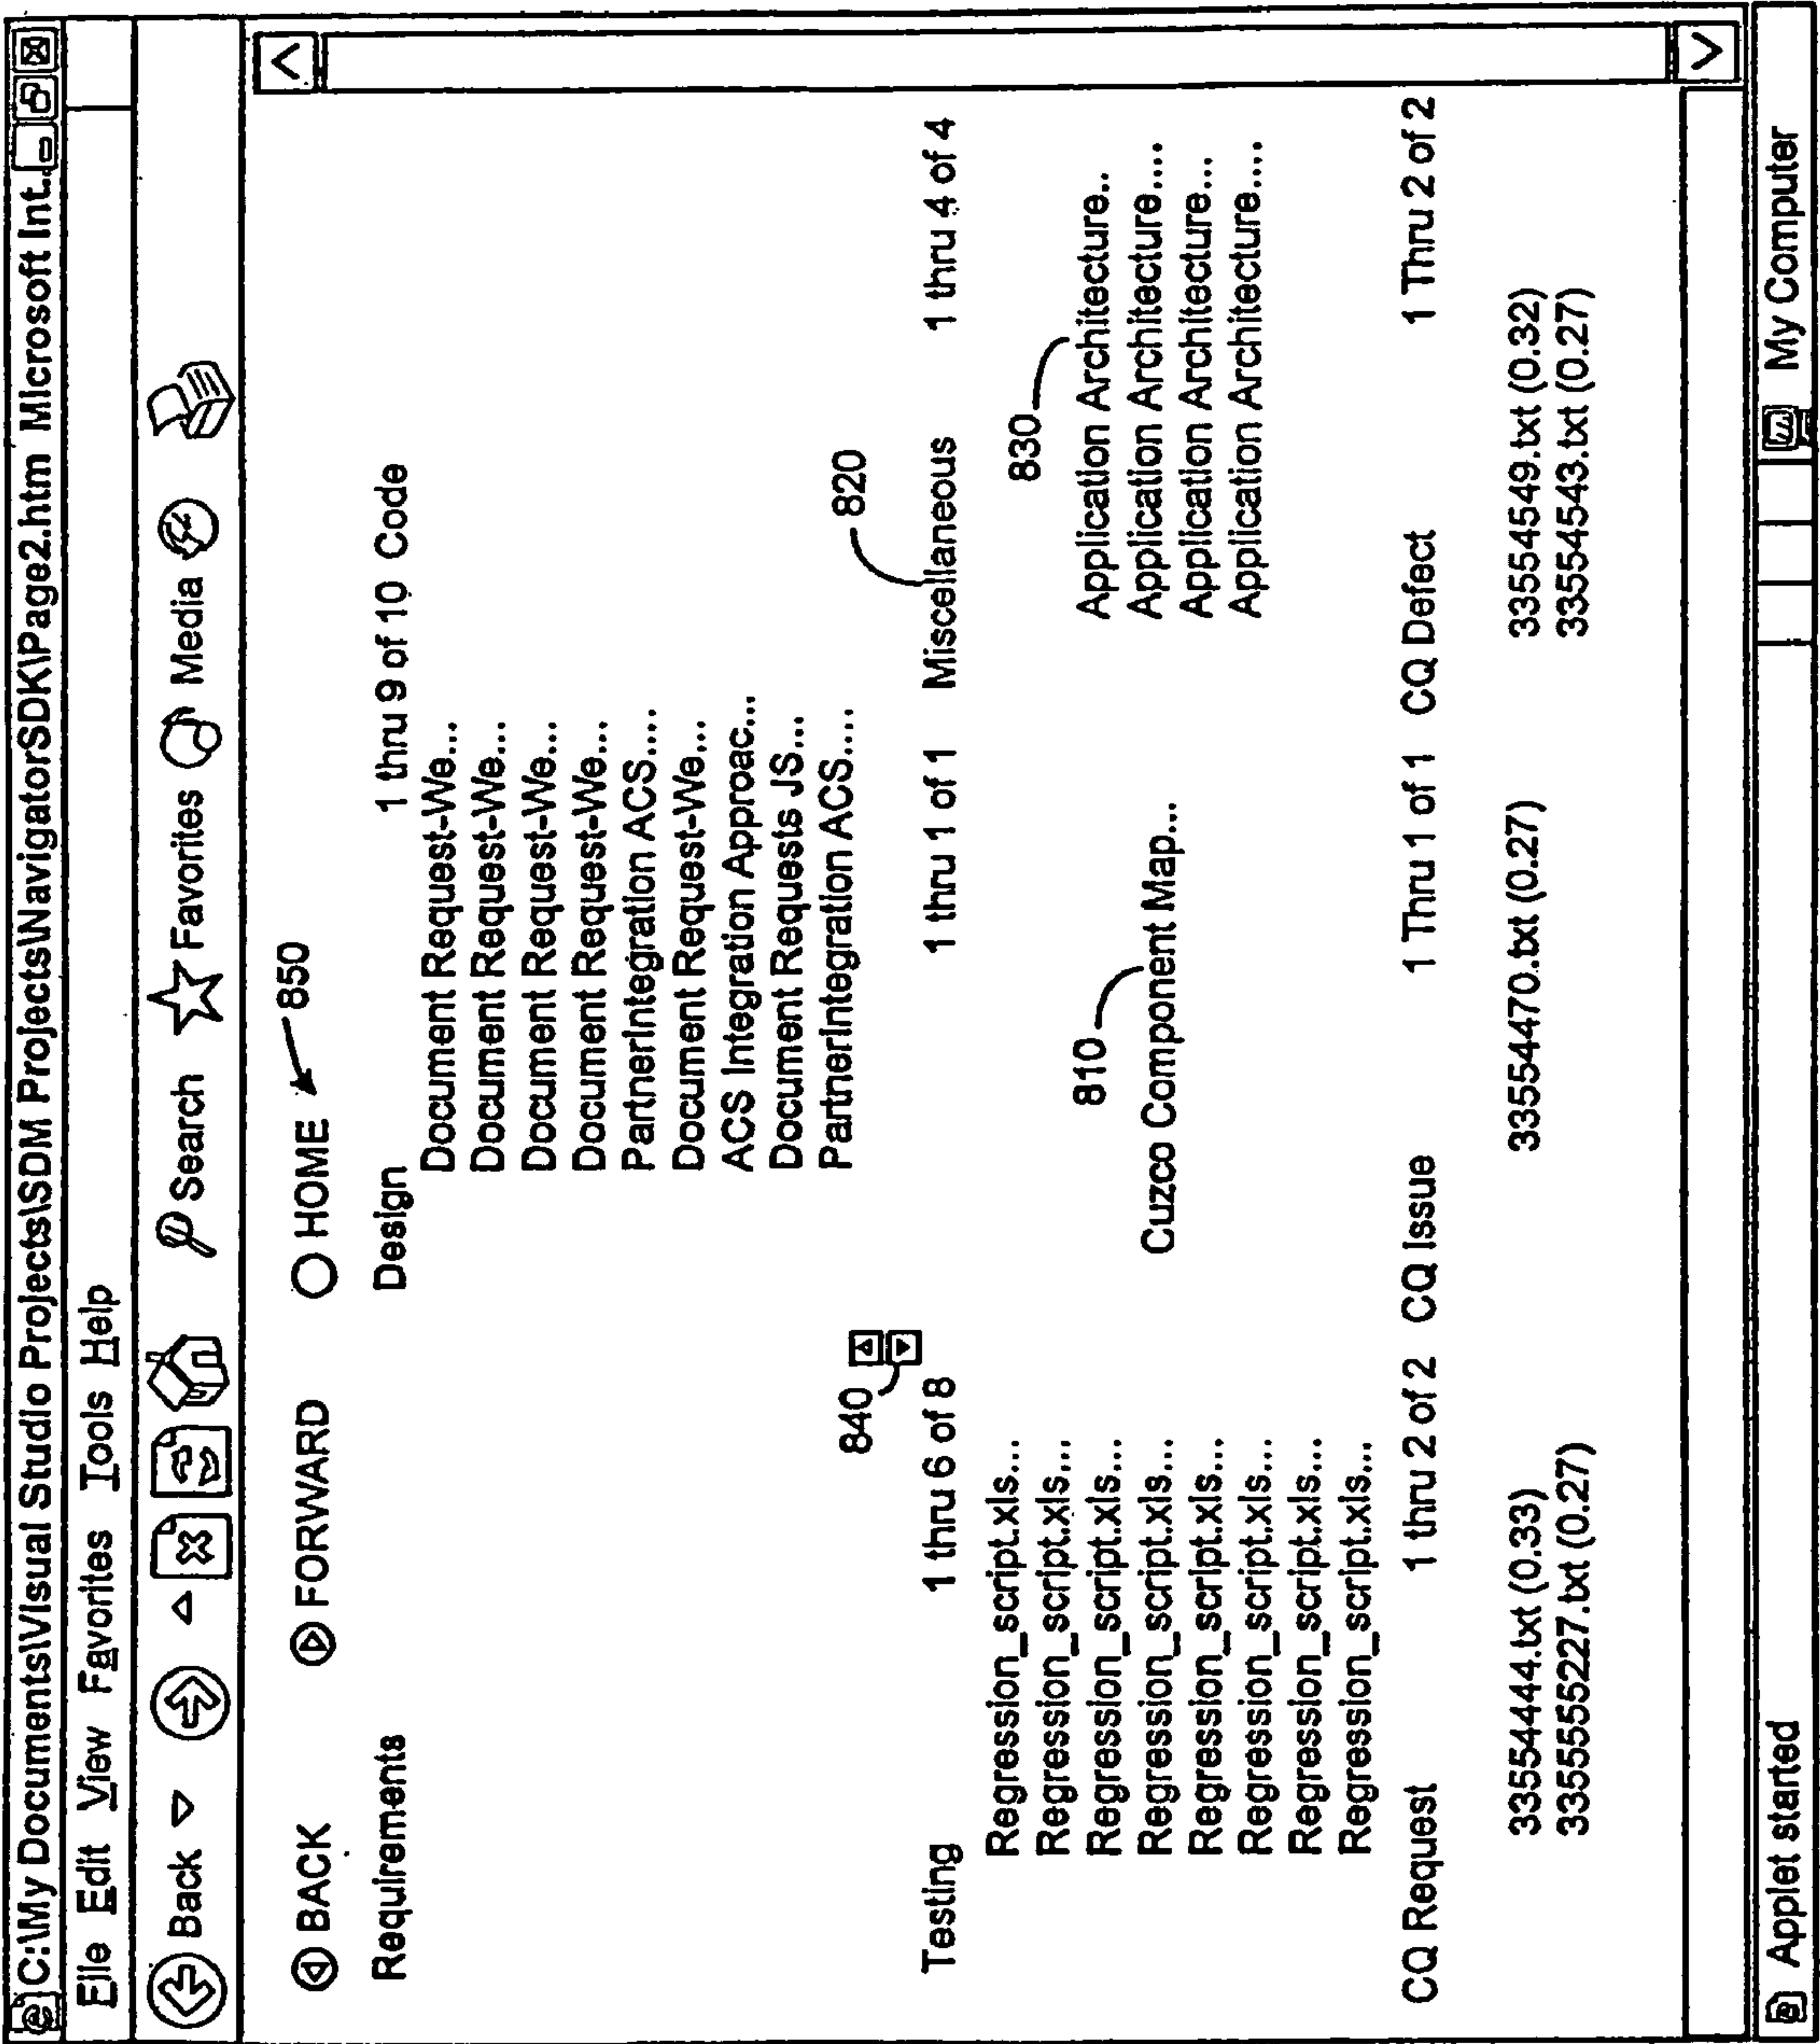 C:\My Documents\Visual Studio Projects\SDM Projects\NavigatorSDK\Page2.htm Microsoft Int..
File Edit View Favorites Tools Help
Back Search Favorites Media
BACK FORWARD HOME 850
Requirements Design 1 thru 9 of 10 Code
Document Request-We...
Document Request-We...
Document Request-We...
Document Request-We...
PartnerIntegration ACS....
Document Request-We...
ACS Integration Approac...
Document Requests JS...
PartnerIntegration ACS....
840 820
Testing 1 thru 6 of 8 1 thru 1 of 1 Miscellaneous 1 thru 4 of 4
Regression_script.xls...
Regression_script.xls...
Regression_script.xls...
Regression_script.xls...
Regression_script.xls...
Regression_script.xls...
Regression_script.xls...
Regression_script.xls...
810
Cuzco Component Map...
830
Application Architecture..
Application Architecture....
Application Architecture...
Application Architecture....
CQ Request 1 thru 2 of 2 CQ Issue 1 Thru 1 of 1 CQ Defect 1 Thru 2 of 2
33554444.txt (0.33) 33554470.txt (0.27) 33554549.txt (0.32)
335555227.txt (0.27) 33554543.txt (0.27)
Applet started My Computer